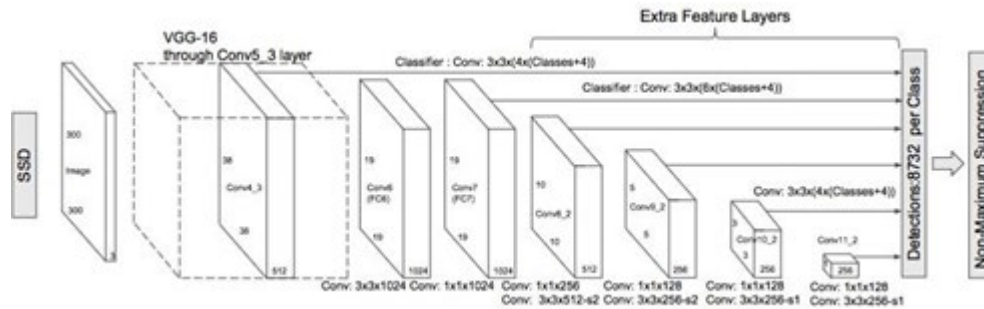 Extra Feature Layers
VGG-16
through Conv5_3 layer
Classifier : Conv: 3x3x(4x(Classes+4))
Classifier : Conv: 3x3x(6x(Classes+4))
Conv: 3x3x(4x(Classes+4))
SSD
300
Image
300
3
38
Conv4_3
38
512
19
Conv6
(FC6)
19
1024
19
Conv7
(FC7)
19
1024
10
Conv8_2
10
512
5
Conv9_2
5
256
3
Conv10_2
3
256
Conv11_2
256
Conv: 3x3x1024
Conv: 1x1x1024
Conv: 1x1x256
Conv: 3x3x512-s2
Conv: 1x1x128
Conv: 3x3x256-s2
Conv: 1x1x128
Conv: 3x3x256-s1
Conv: 1x1x128
Conv: 3x3x256-s1
Detections:8732 per Class
Non-Maximum Suppression